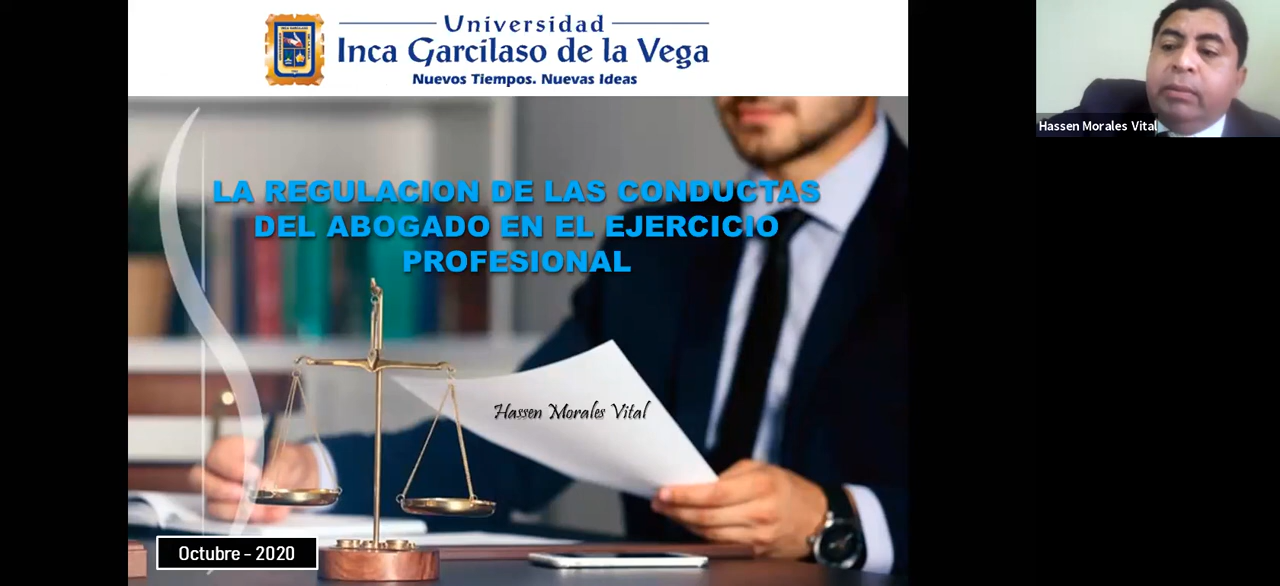 Universidad
Inca Garcilaso de la Vega
Nuevos Tiempos. Nuevas Ideas
Hassen Morales Vital
LA REGULACION DE LAS CONDUCTAS
DEL ABOGADO EN EL EJERCICIO
PROFESIONAL
Hassen Morales Vital
Octubre - 2020